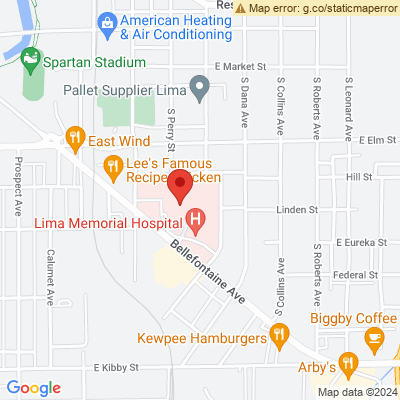 Map error: g.co/staticmaperror
Res
American Heating
& Air Conditioning
E Market St
Spartan Stadium
Pallet Supplier Lima
S Perry St
S Dana Ave
S Collins Ave
S Roberts Ave
S Leonard Ave
East Wind
E Elm St
Lee's Famous
Recipe Chicken
Hill St
Prospect Ave
Linden St
Lima Memorial Hospital
H
E Eureka St
Bellefontaine Ave
Calumet Ave
S Collins Ave
S Roberts Ave
Federal St
Biggby Coffee
Kewpee Hamburgers
E Kirby St
Arby's
Google
Map data ©2024